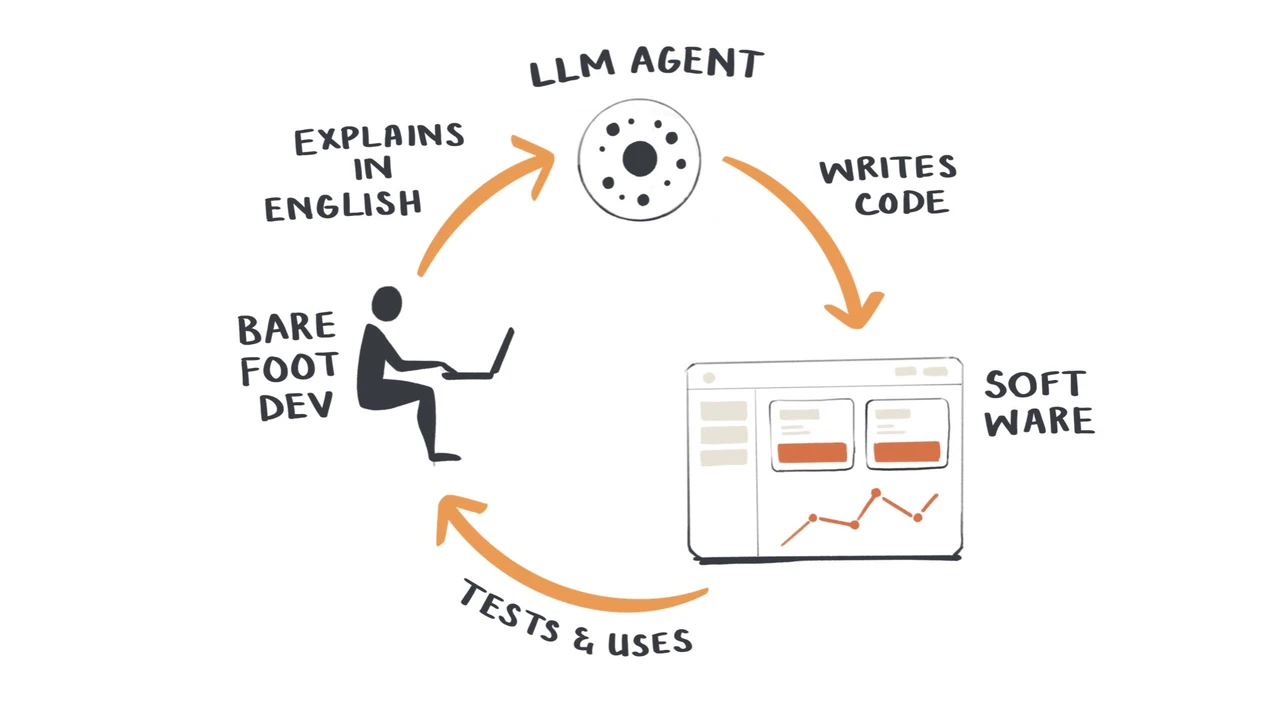 LLM AGENT
EXPLAINS
IN
ENGLISH
WRITES
CODE
BARE
FOOT
DEV
SOFT
WARE
TESTS & USES